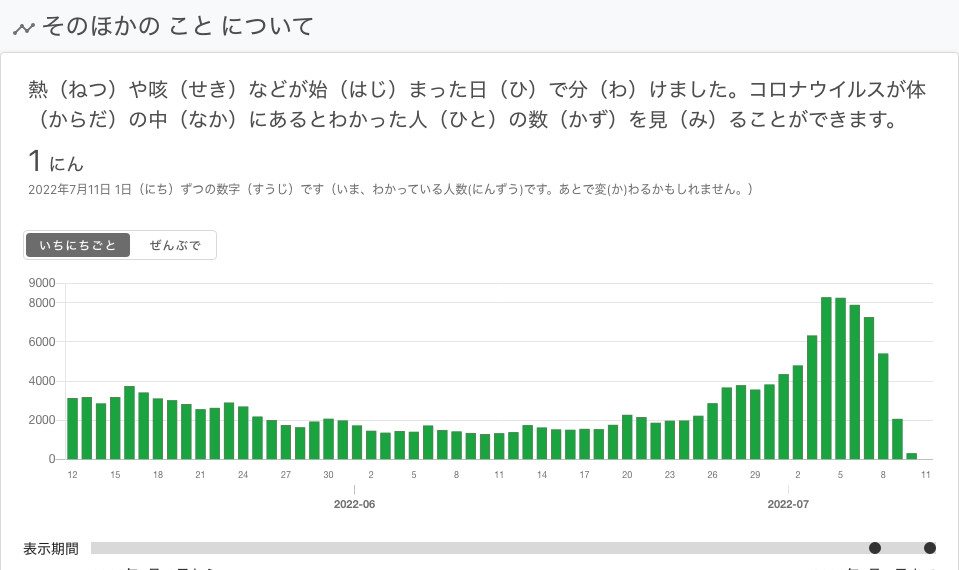 そのほかの こと について
熱（ねつ）や咳（せき）などが始（はじ）まった日（ひ）で分（わ）けました。コロナウイルスが体
（からだ）の中（なか）にあるとわかった人（ひと）の数（かず）を見（み）ることができます。
1 にん
2022年7月11日 1日（にち）ずつの数字（すうじ）です（いま、わかっている人数(にんずう)です。あとで変(か)わるかもしれません。）
いちにちごと ぜんぶで
9000
8000
6000
4000
2000
0
12 15 18 21 24 27 30 2 5 8 11 14 17 20 23 26 29 2 5 8 11
2022-06 2022-07
表示期間